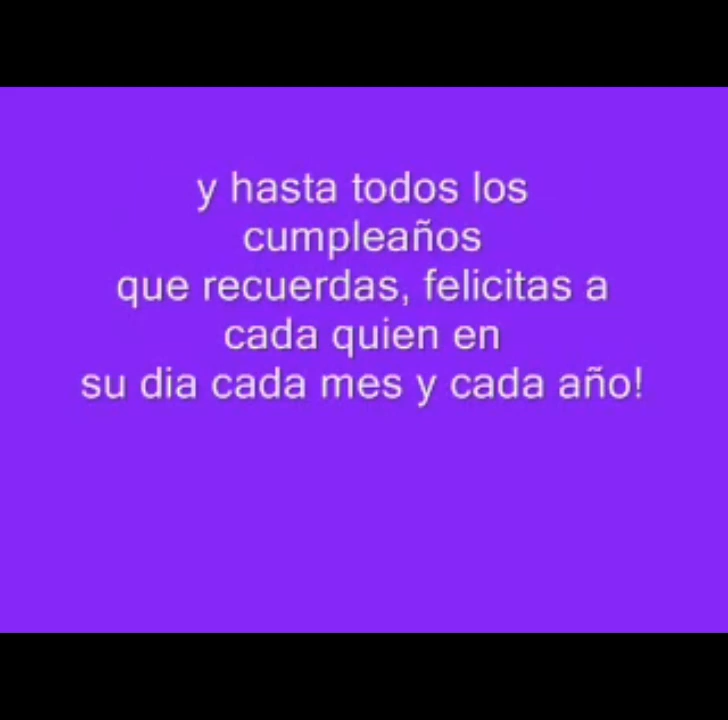 y hasta todos los
cumpleaños
que recuerdas, felicitas a
cada quien en
su dia cada mes y cada año!